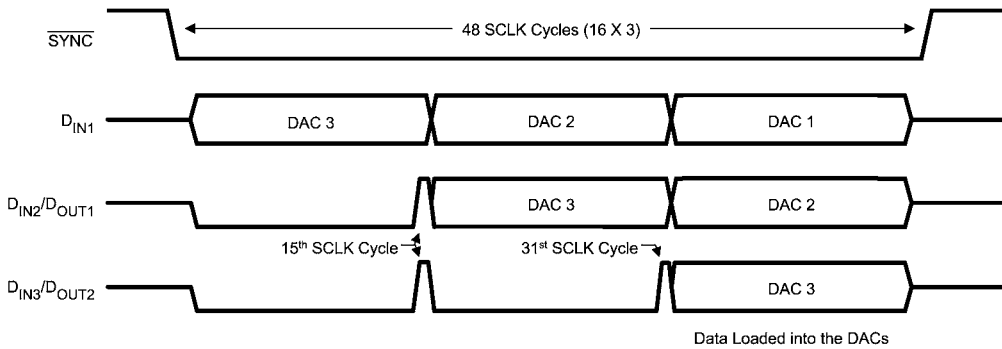 48 SCLK Cycles (16 X 3)
SYNC
DIN1
DAC 3
DAC 2
DAC 1
DIN2/DOUT1
DAC 3
DAC 2
15th SCLK Cycle
31st SCLK Cycle
DIN3/DOUT2
DAC 3
Data Loaded into the DACs